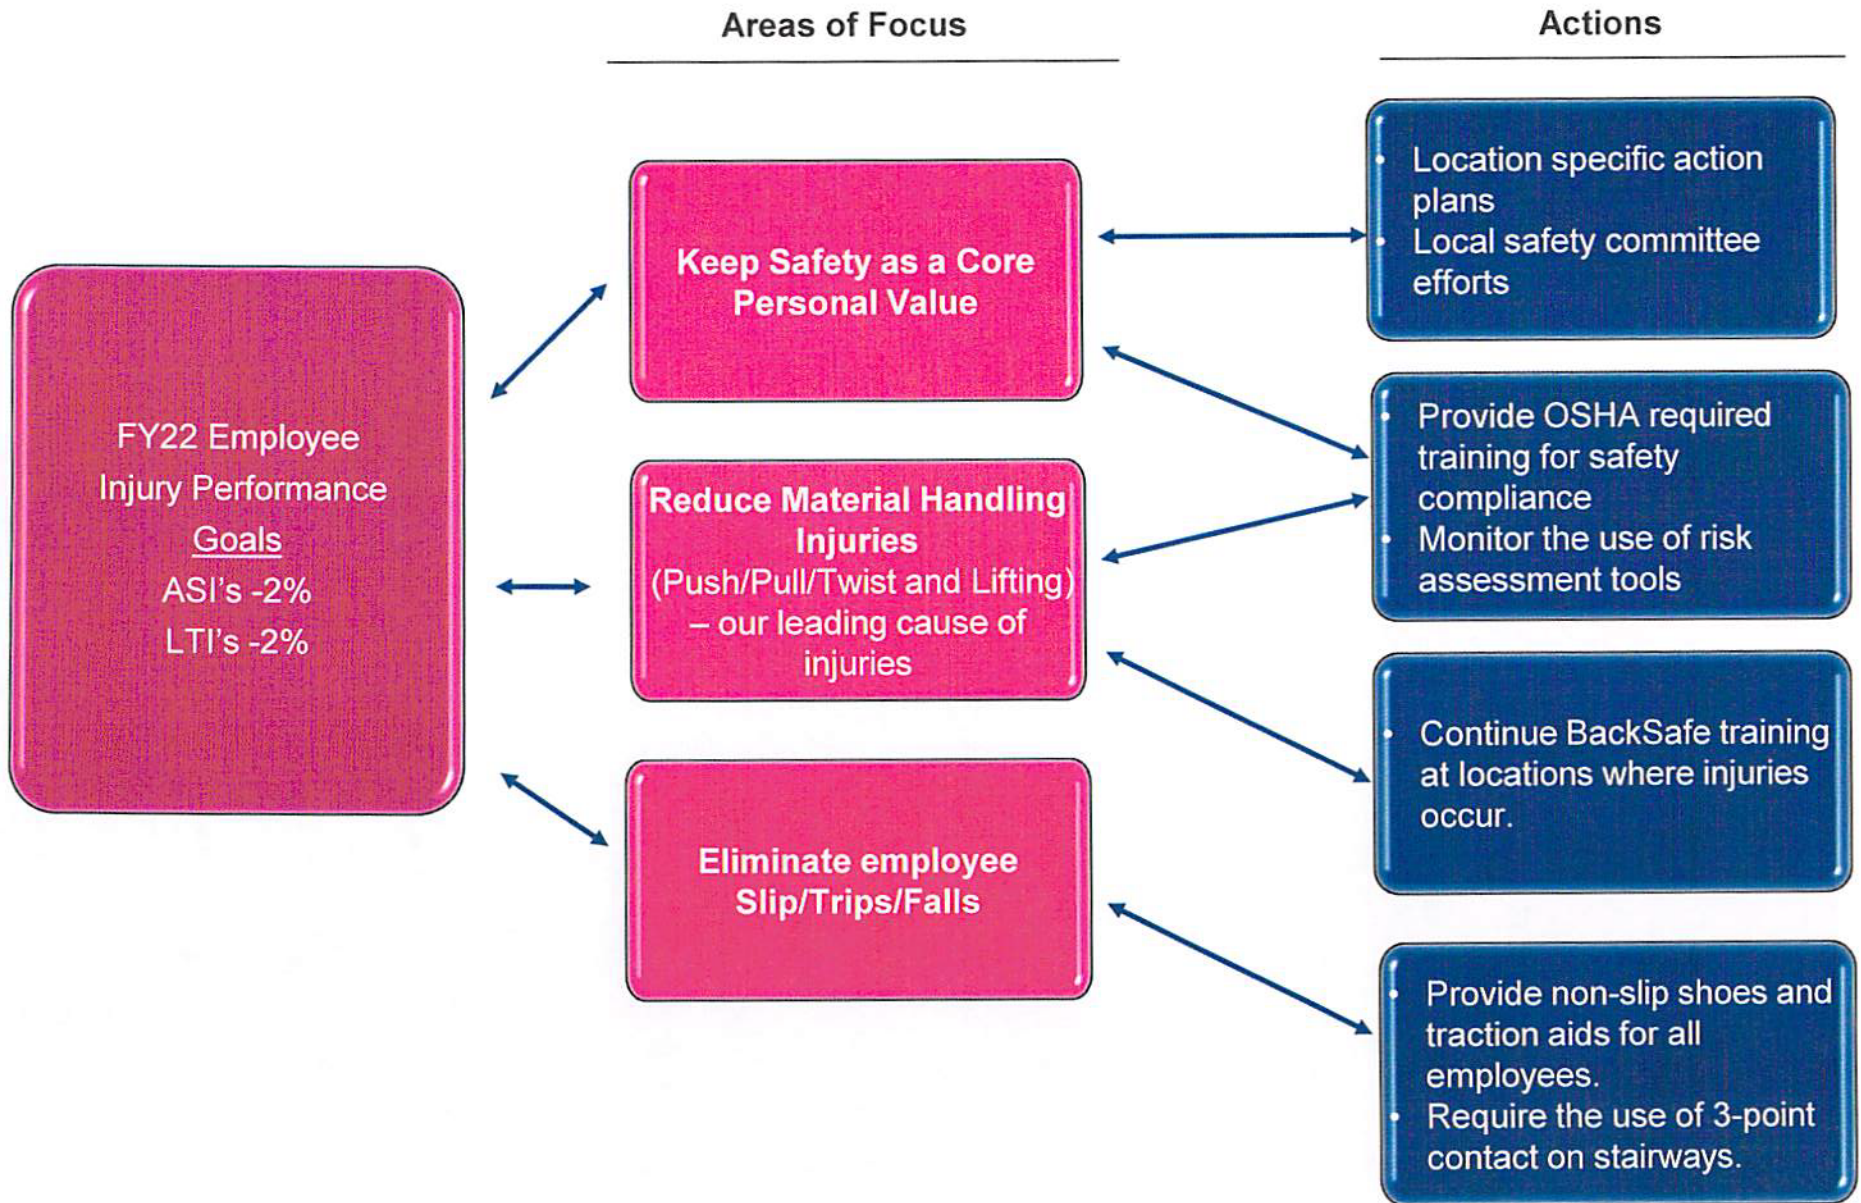 Areas of Focus
Actions
FY22 Employee
Injury Performance
Goals
ASI's -2%
LTI's -2%
Keep Safety as a Core
Personal Value
Reduce Material Handling
Injuries
(Push/Pull/Twist and Lifting)
– our leading cause of
injuries
Eliminate employee
Slip/Trips/Falls
• Location specific action
plans
• Local safety committee
efforts
• Provide OSHA required
training for safety
compliance
• Monitor the use of risk
assessment tools
• Continue BackSafe training
at locations where injuries
occur.
• Provide non-slip shoes and
traction aids for all
employees.
• Require the use of 3-point
contact on stairways.